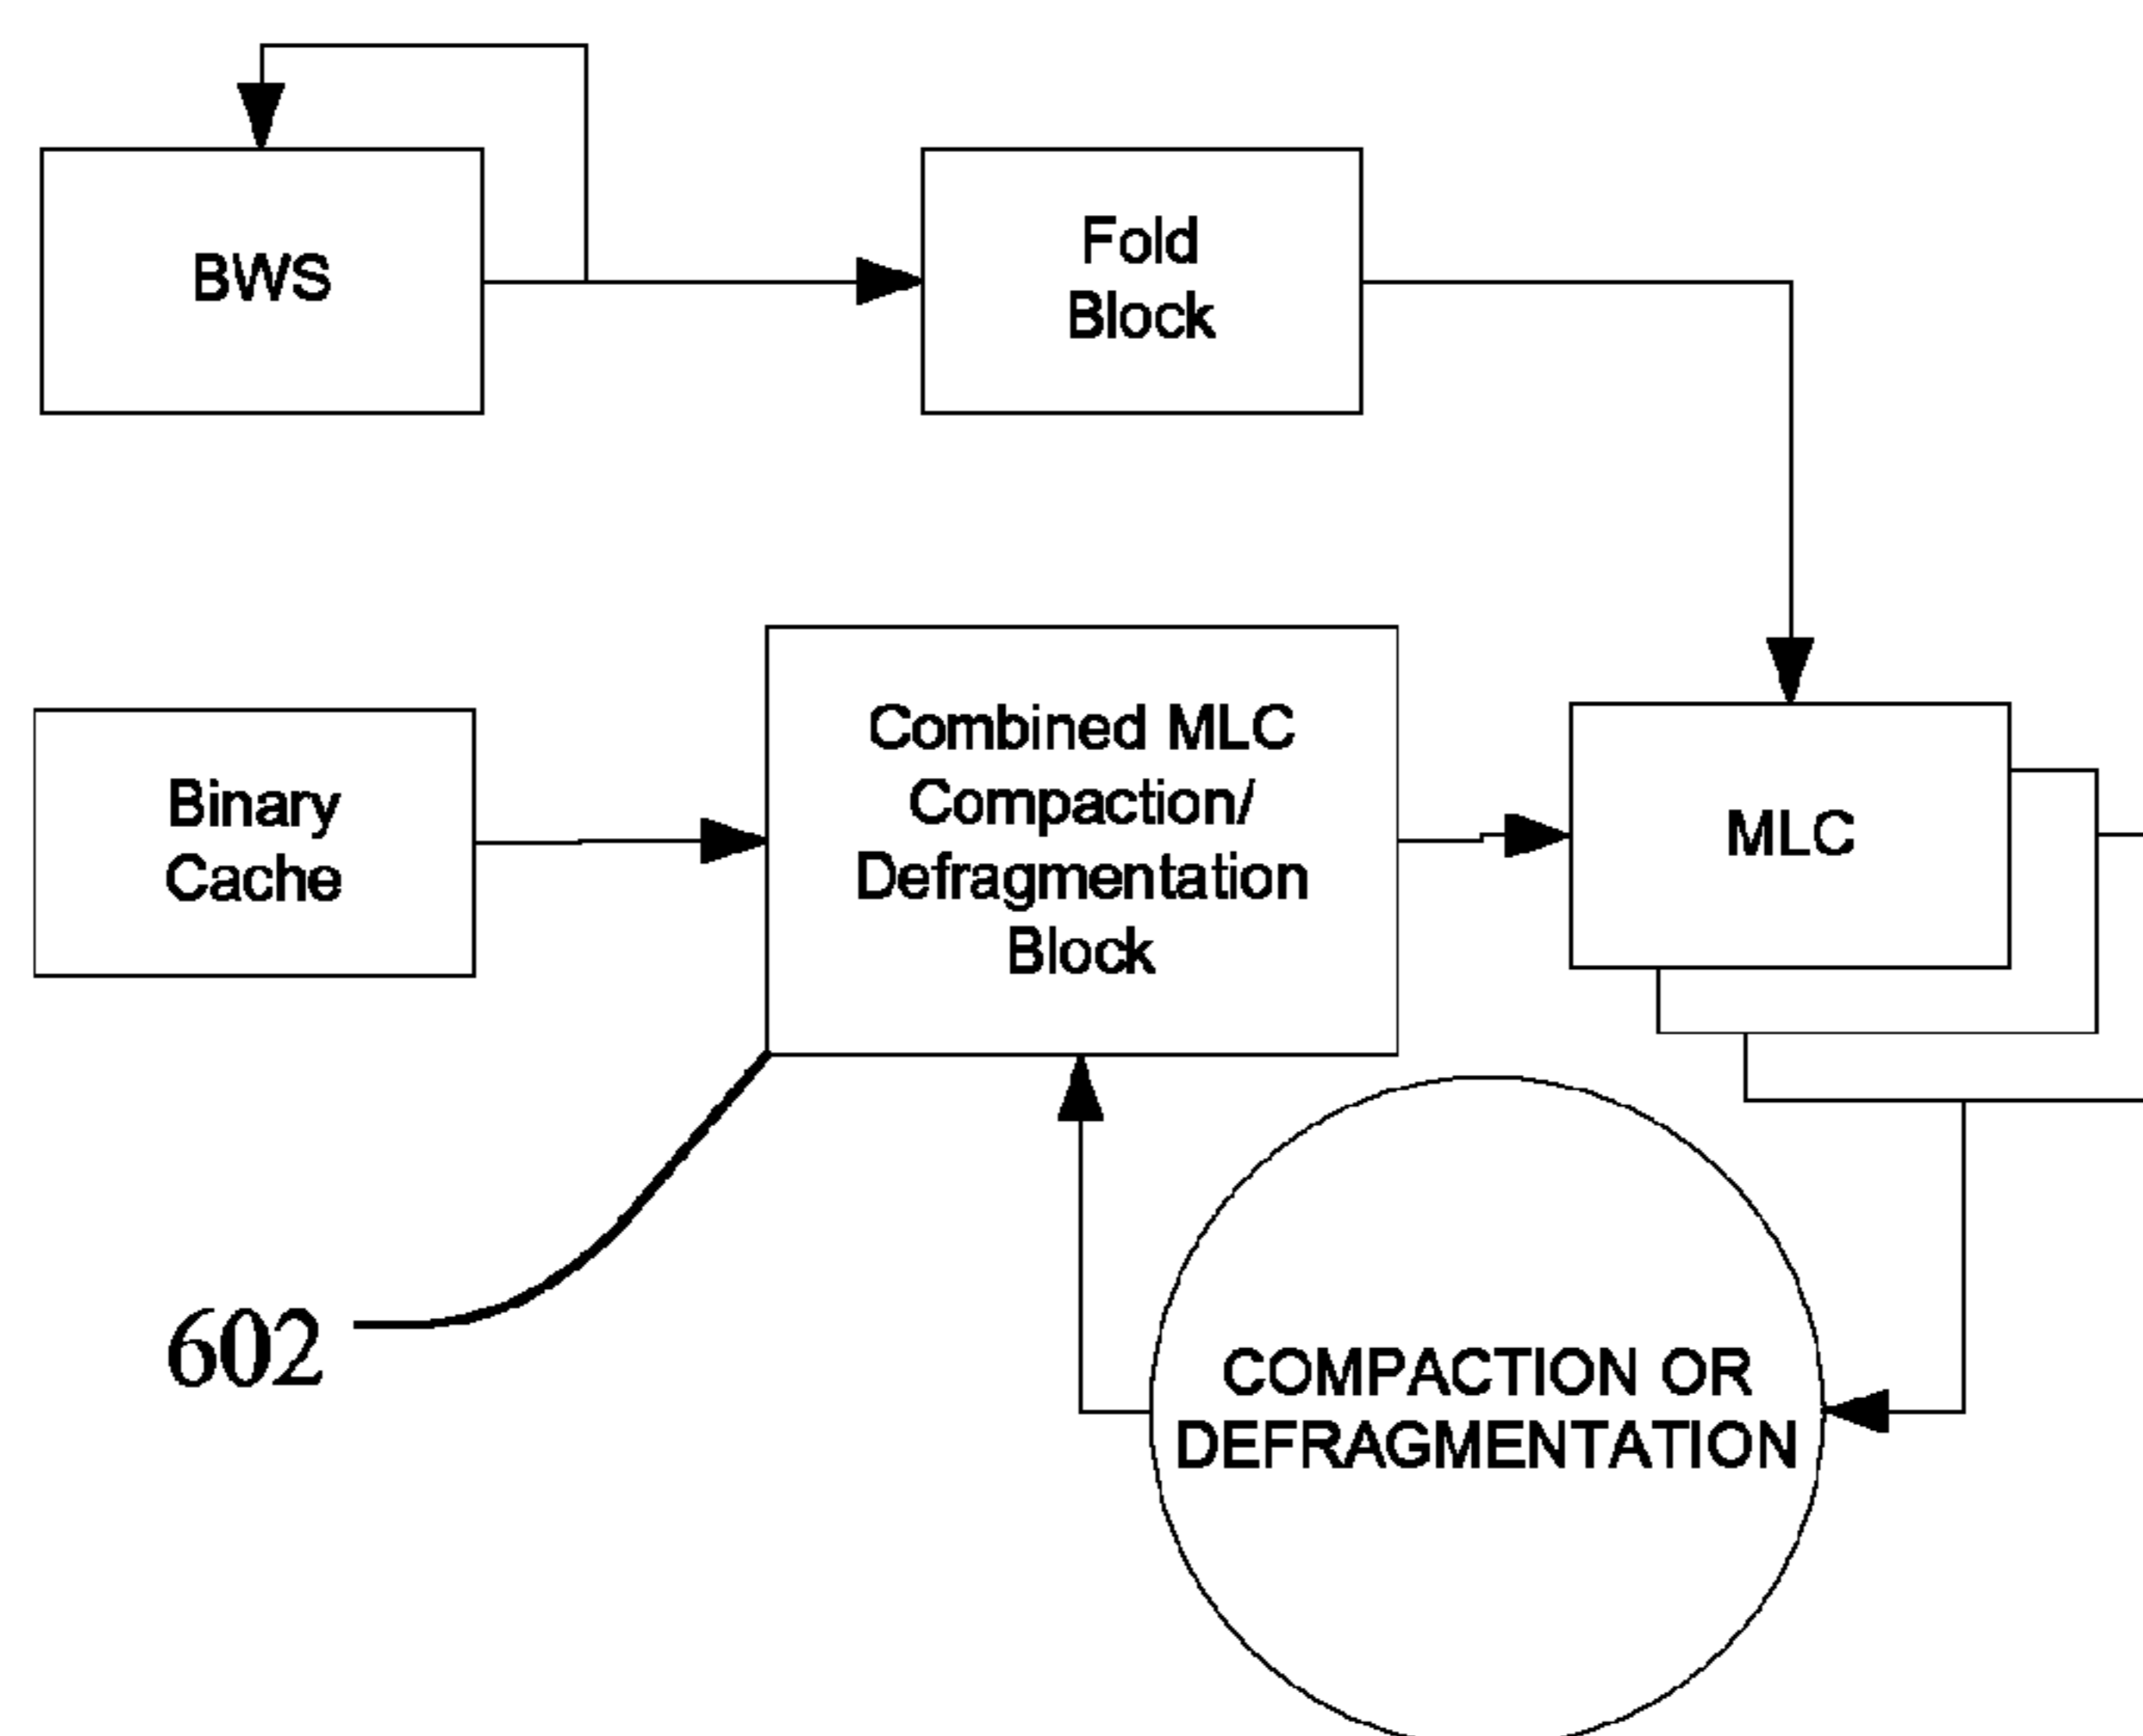 BWS
Fold
Block
Binary
Cache
Combined MLC
Compaction/
Defragmentation
Block
MLC
602
COMPACTION OR
DEFRAGMENTATION